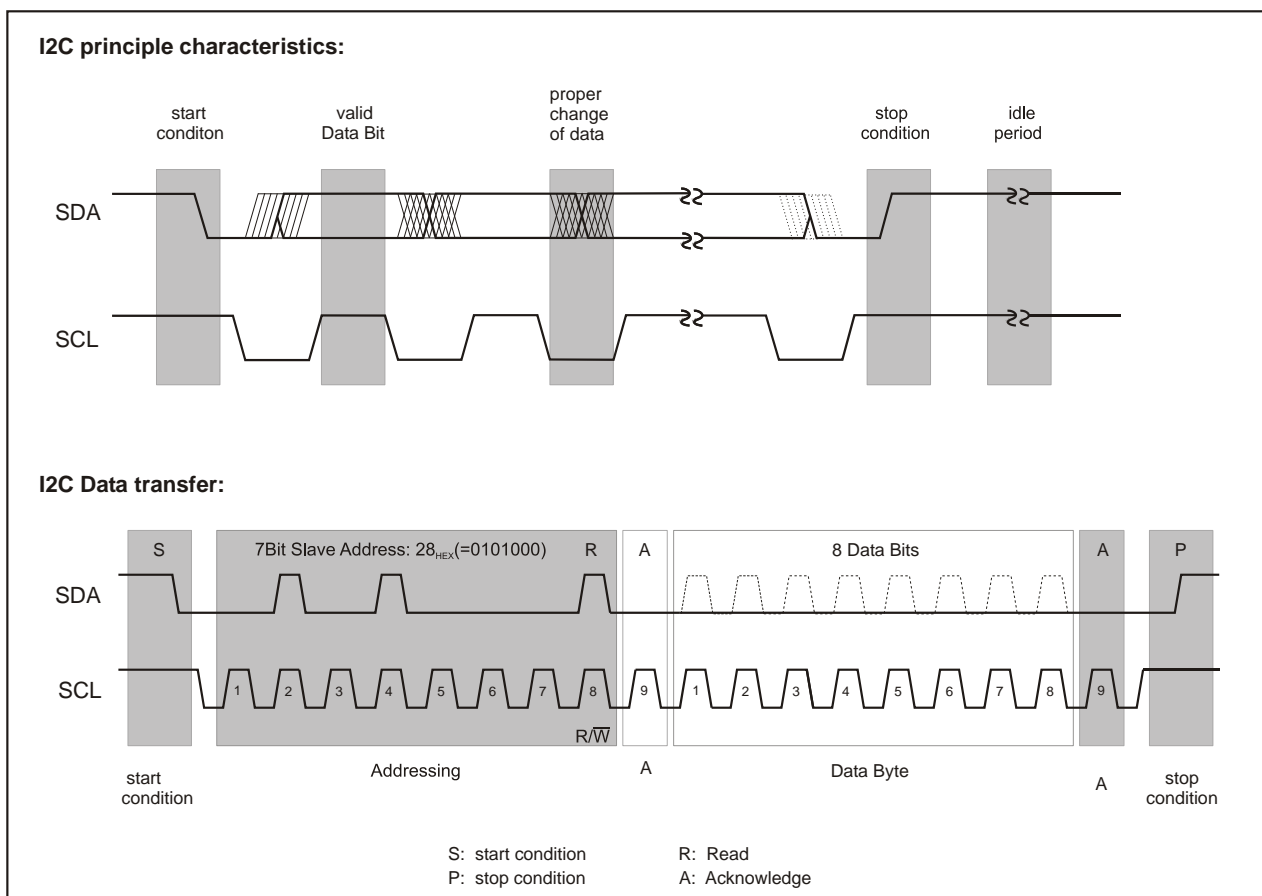 I2C principle characteristics:
start
conditon
valid
Data Bit
proper
change
of data
stop
condition
idle
period
SDA
SCL
I2C Data transfer:
S
7Bit Slave Address: 28HEX(=0101000)
R
A
8 Data Bits
A
P
SDA
SCL
1 2 3 4 5 6 7 8 9 1 2 3 4 5 6 7 8 9
R/W̅
start
condition
Addressing
A
Data Byte
A
stop
condition
S: start condition
R: Read
P: stop condition
A: Acknowledge